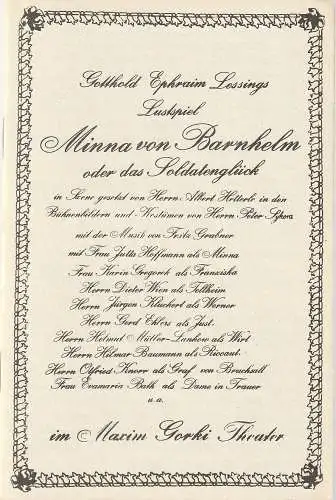 Gotthold Ephraim Lessings
Lustspiel
Minna von Barnhelm
oder das Soldatenglück
in Scene gesetzt von Herrn Albert Hetterle in den
Bühnenbildern und Kostümen von Herrn Peter
mit der Musik von Fritz Grabner
mit Frau Jutta Hoffmann als Minna
Frau Karin Gregorek als Franziska
Herrn Dieter Wien als Tellheim
Herrn Jürgen Kluckert als Werner
Herrn Gerd Ehlers als Just
Herrn Helmut Müller-Lankow als Wirt
Herrn Hilmar Baumann als Riccaut
Herrn Otfried Knorr als Graf von Bruchsall
Frau Evamaria Bath als Dame in Trauer
u.a.
im Maxim Gorki Theater